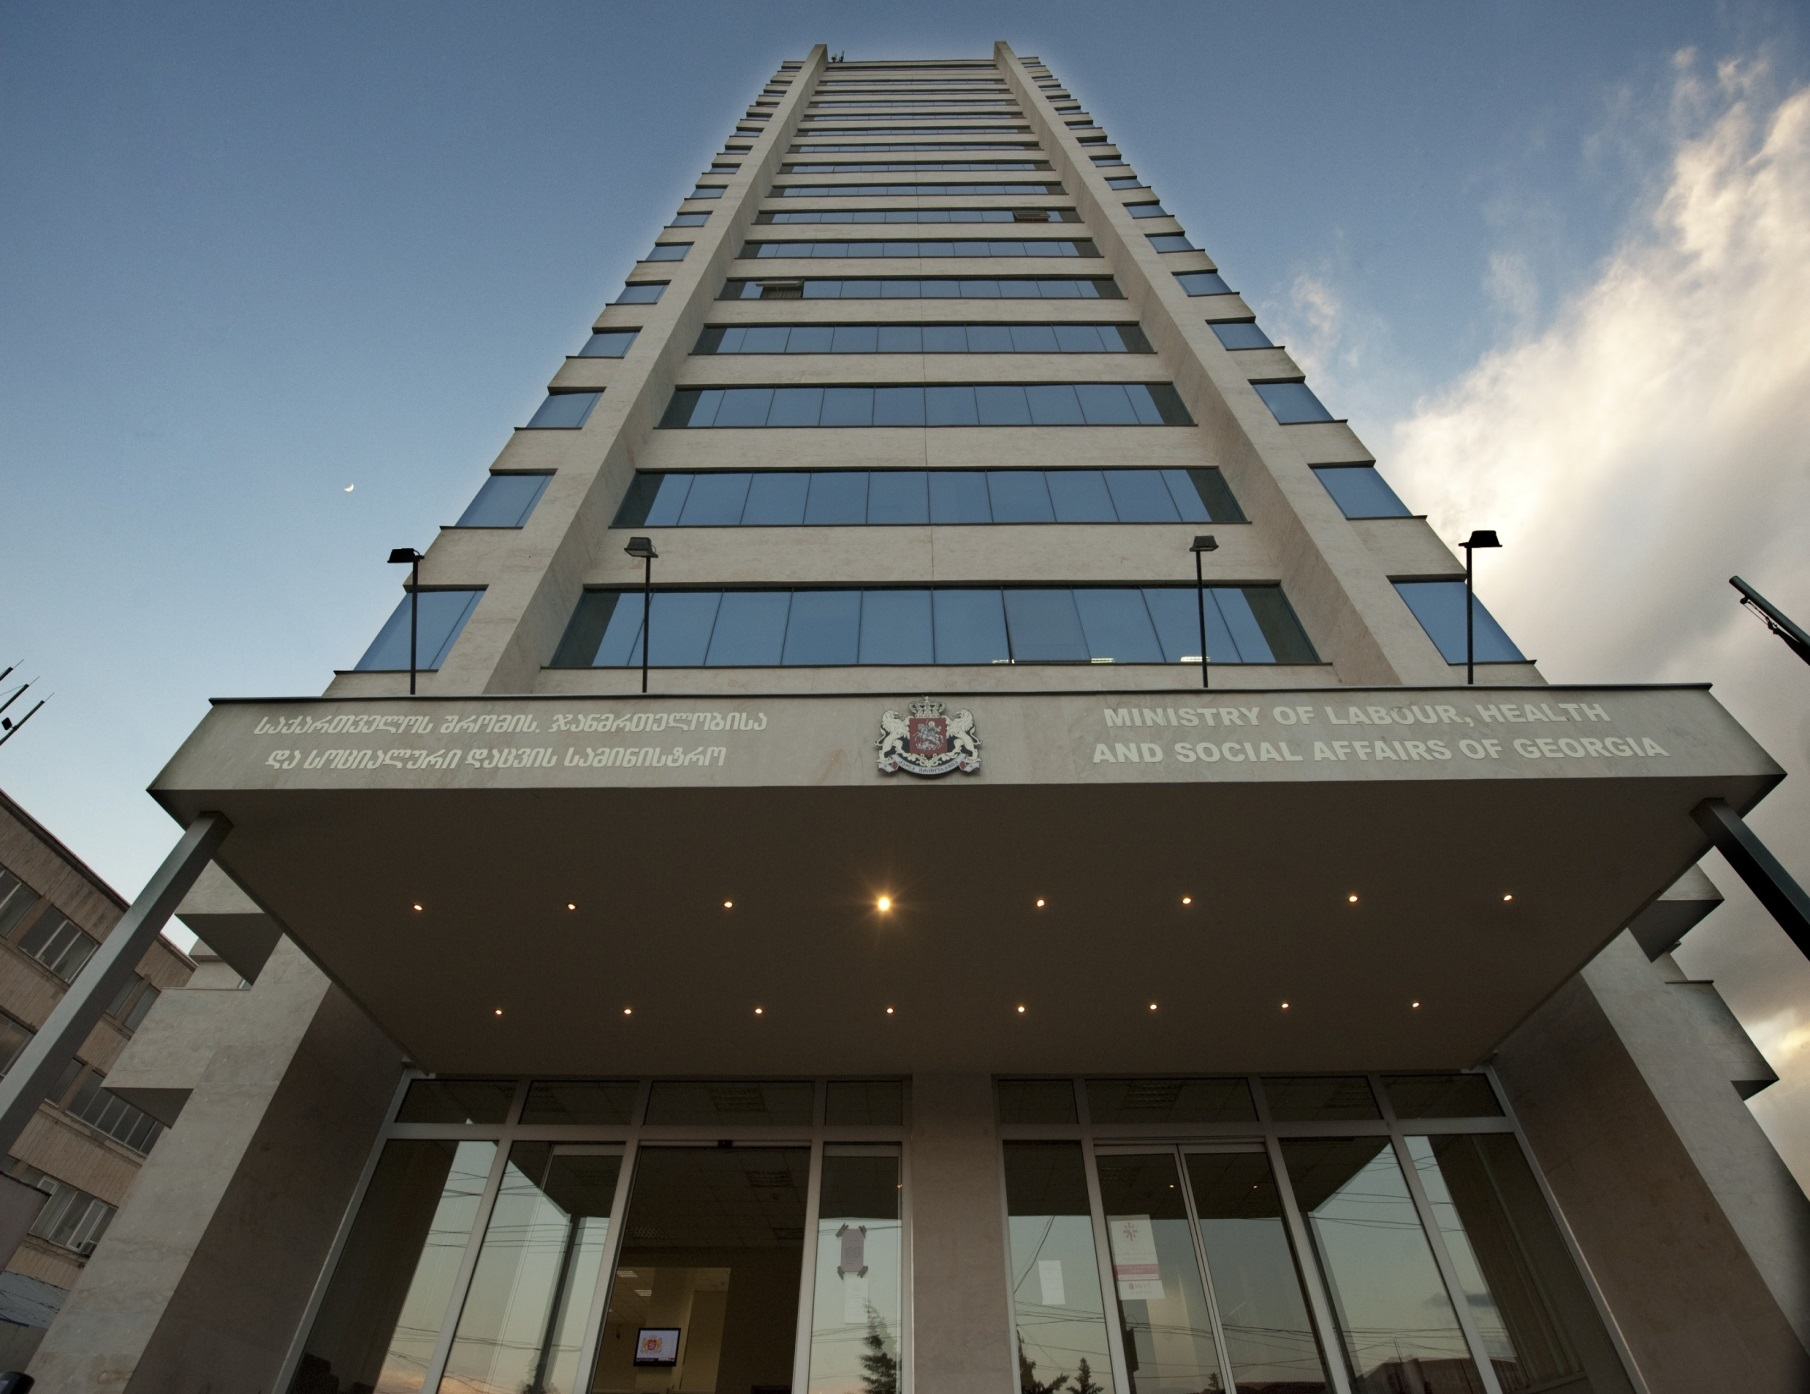 საქართველოს შრომის, ჯანმრთელობისა
და სოციალური დაცვის სამინისტრო
MINISTRY OF LABOUR, HEALTH
AND SOCIAL AFFAIRS OF GEORGIA